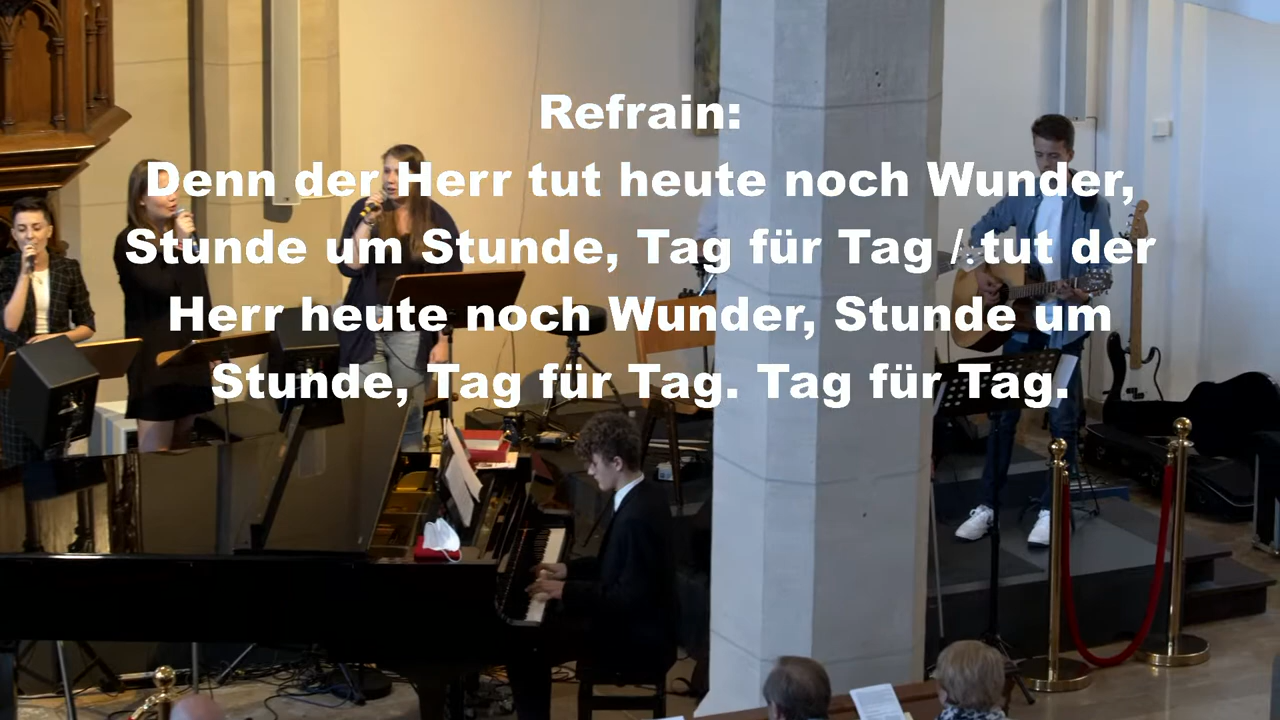 Refrain:
Denn der Herr tut heute noch Wunder,
Stunde um Stunde, Tag für Tag /: tut der
Herr heute noch Wunder, Stunde um
Stunde, Tag für Tag. Tag für Tag.